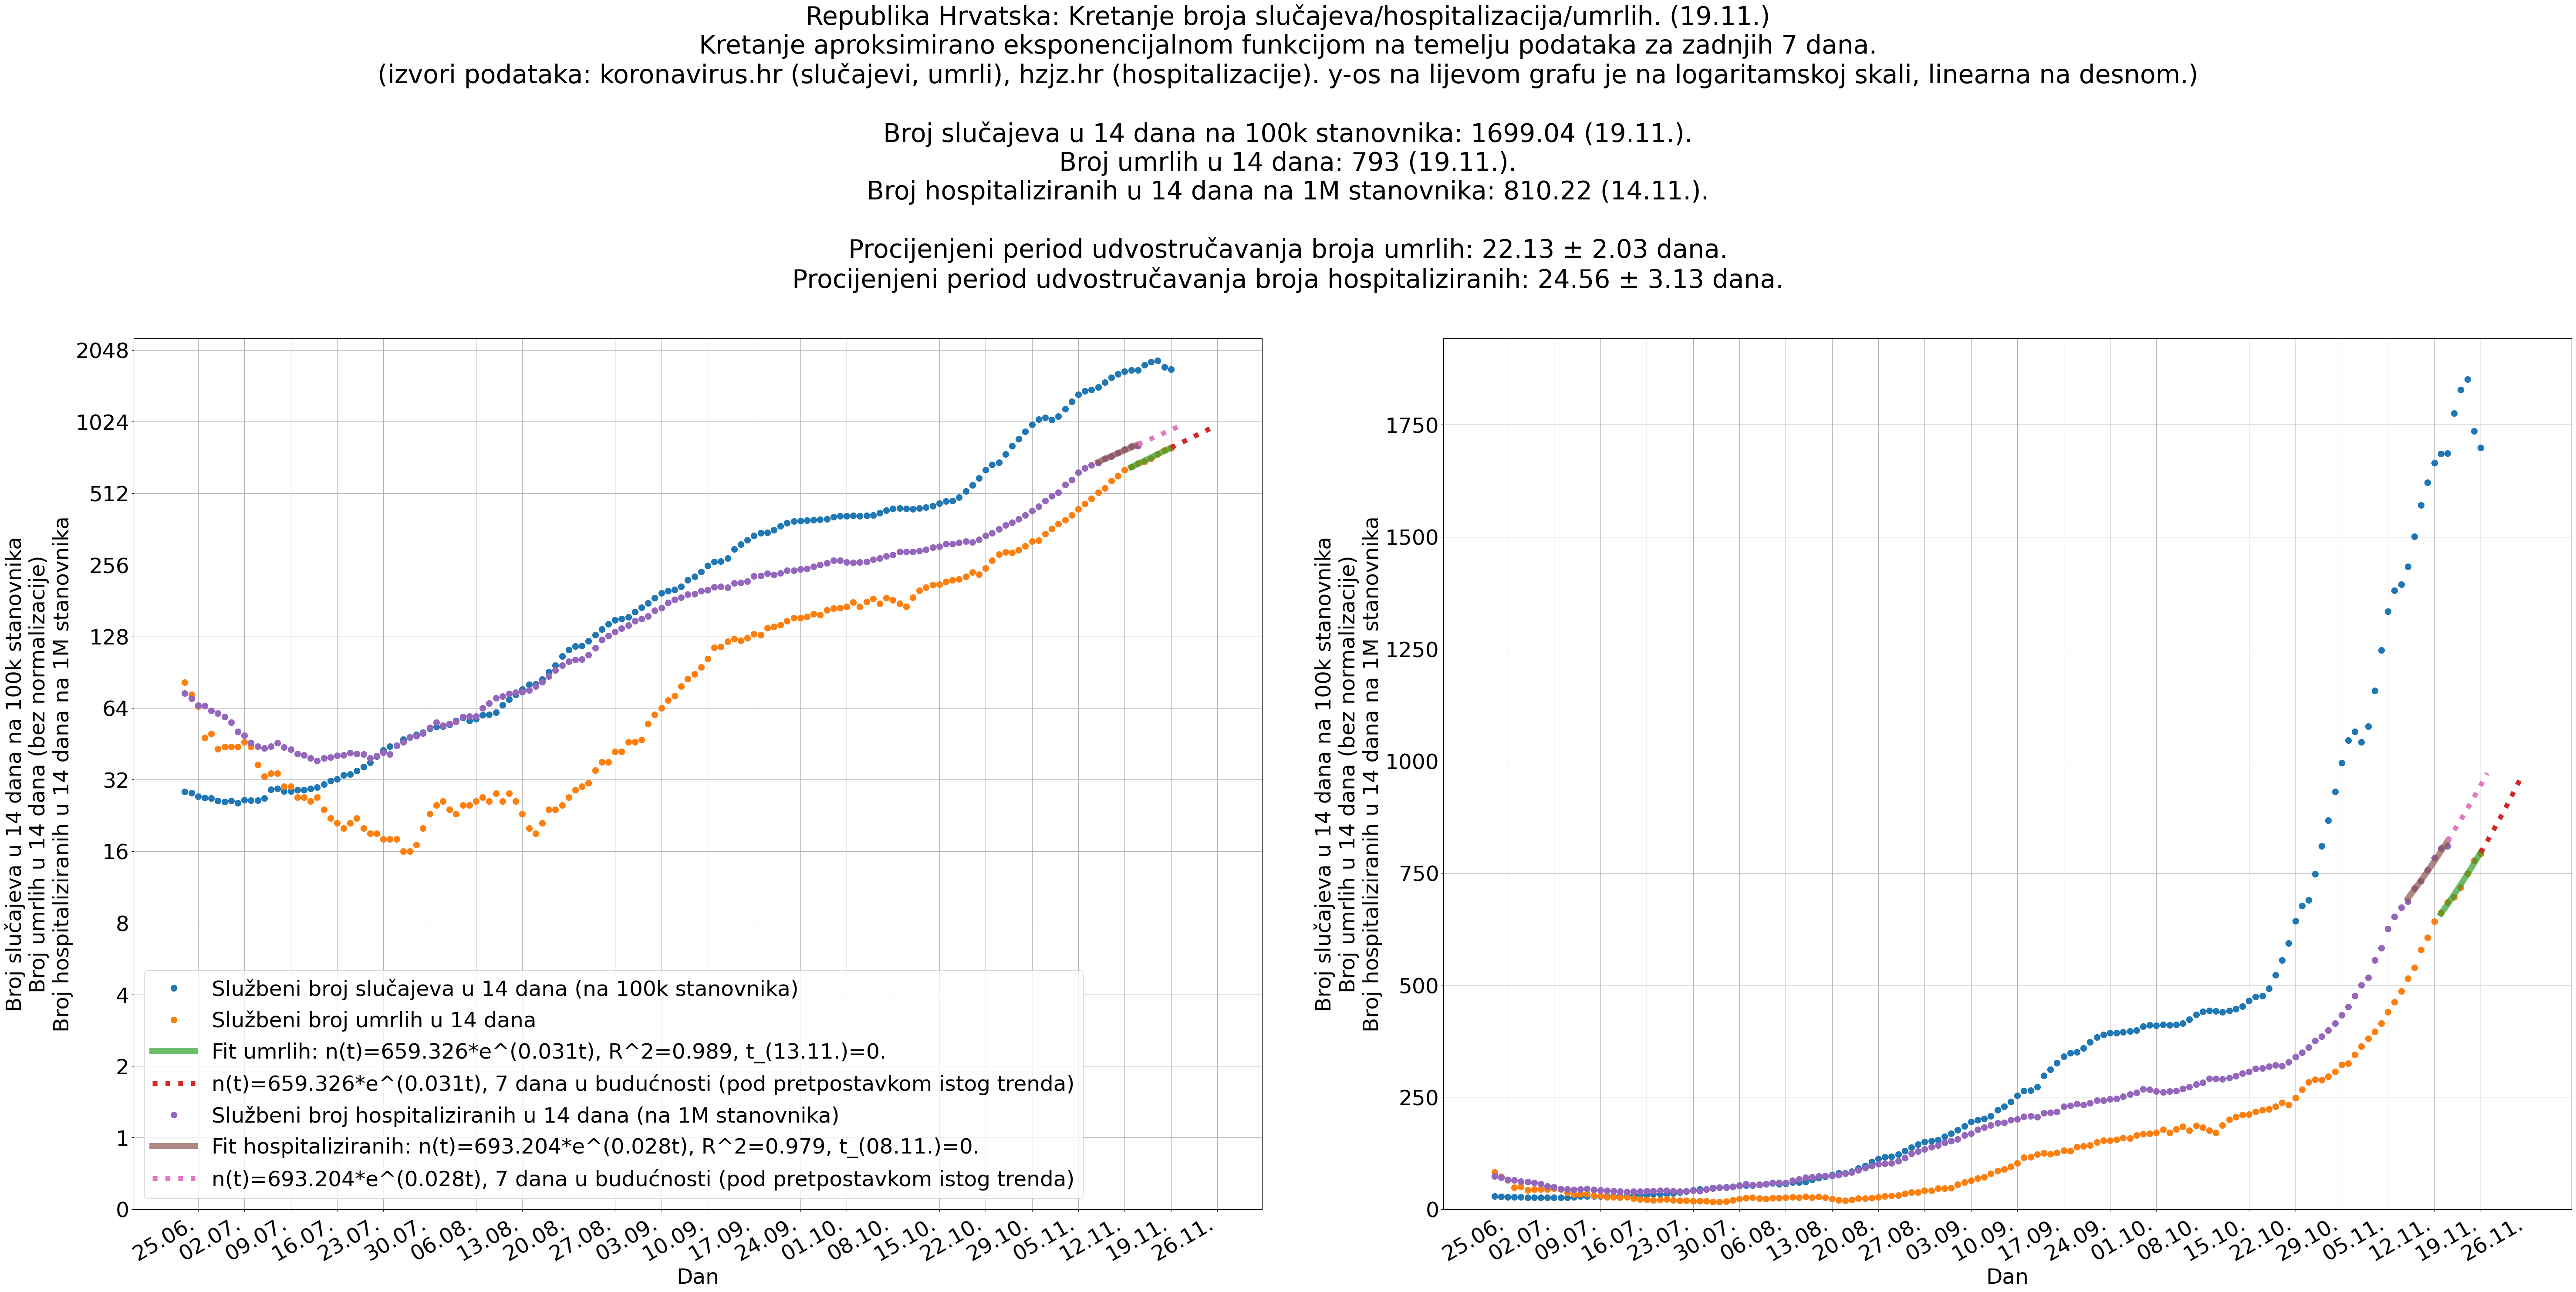 Republika Hrvatska: Kretanje broja slučajeva/hospitalizacija/umrlih. (19.11.)
Kretanje aproksimirano eksponencijalnom funkcijom na temelju podataka za zadnjih 7 dana.
(izvori podataka: koronavirus.hr (slučajevi, umrli), hzjz.hr (hospitalizacije). y-os na lijevom grafu je na logaritamskoj skali, linearna na desnom.)
Broj slučajeva u 14 dana na 100k stanovnika: 1699.04 (19.11.).
Broj umrlih u 14 dana: 793 (19.11.).
Broj hospitaliziranih u 14 dana na 1M stanovnika: 810.22 (14.11.).
Procijenjeni period udvostručavanja broja umrlih: 22.13 ± 2.03 dana.
Procijenjeni period udvostručavanja broja hospitaliziranih: 24.56 ± 3.13 dana.
Broj slučajeva u 14 dana na 100k stanovnika
Broj umrlih u 14 dana (bez normalizacije)
Broj hospitaliziranih u 14 dana na 1M stanovnika
2048
1024
512
256
128
64
32
16
8
4
2
1
0
Službeni broj slučajeva u 14 dana (na 100k stanovnika)
Službeni broj umrlih u 14 dana
Fit umrlih: n(t)=659.326*e^(0.031t), R^2=0.989, t_(13.11.)=0.
n(t)=659.326*e^(0.031t), 7 dana u budućnosti (pod pretpostavkom istog trenda)
Službeni broj hospitaliziranih u 14 dana (na 1M stanovnika)
Fit hospitaliziranih: n(t)=693.204*e^(0.028t), R^2=0.979, t_(08.11.)=0.
n(t)=693.204*e^(0.028t), 7 dana u budućnosti (pod pretpostavkom istog trenda)
25.06. 02.07. 09.07. 16.07. 23.07. 30.07. 06.08. 13.08. 20.08. 27.08. 03.09. 10.09. 17.09. 24.09. 01.10. 08.10. 15.10. 22.10. 29.10. 05.11. 12.11. 19.11. 26.11.
Dan
Broj slučajeva u 14 dana na 100k stanovnika
Broj umrlih u 14 dana (bez normalizacije)
Broj hospitaliziranih u 14 dana na 1M stanovnika
1750
1500
1250
1000
750
500
250
0
25.06. 02.07. 09.07. 16.07. 23.07. 30.07. 06.08. 13.08. 20.08. 27.08. 03.09. 10.09. 17.09. 24.09. 01.10. 08.10. 15.10. 22.10. 29.10. 05.11. 12.11. 19.11. 26.11.
Dan